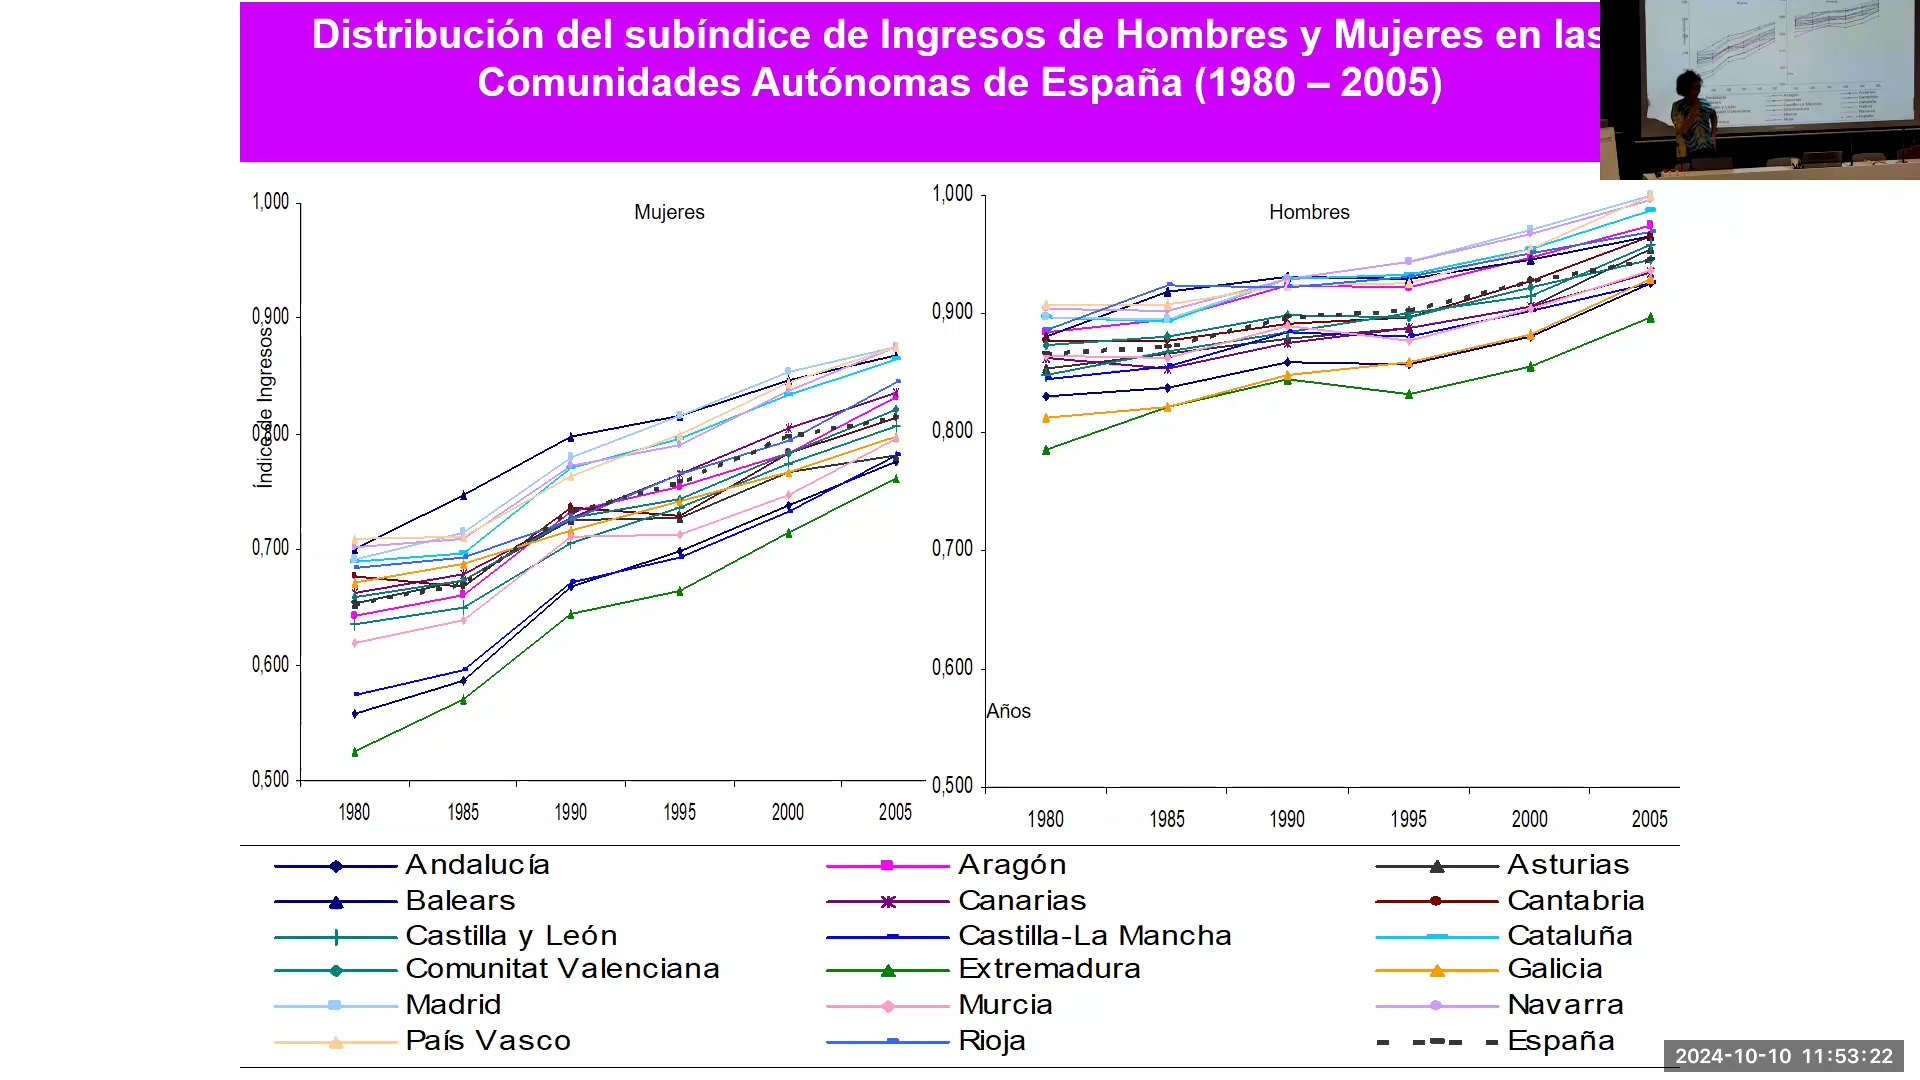 Distribución del subíndice de Ingresos de Hombres y Mujeres en las
Comunidades Autónomas de España (1980 – 2005)
Mujeres
Índice de Ingresos
1,000
0,900
0,800
0,700
0,600
0,500
1980 1985 1990 1995 2000 2005
Hombres
1,000
0,900
0,800
0,700
0,600
0,500
Años
1980 1985 1990 1995 2000 2005
Andalucía Aragón Asturias
Balears Canarias Cantabria
Castilla y León Castilla-La Mancha Cataluña
Comunitat Valenciana Extremadura Galicia
Madrid Murcia Navarra
País Vasco Rioja España
2024-10-10 11:53:22